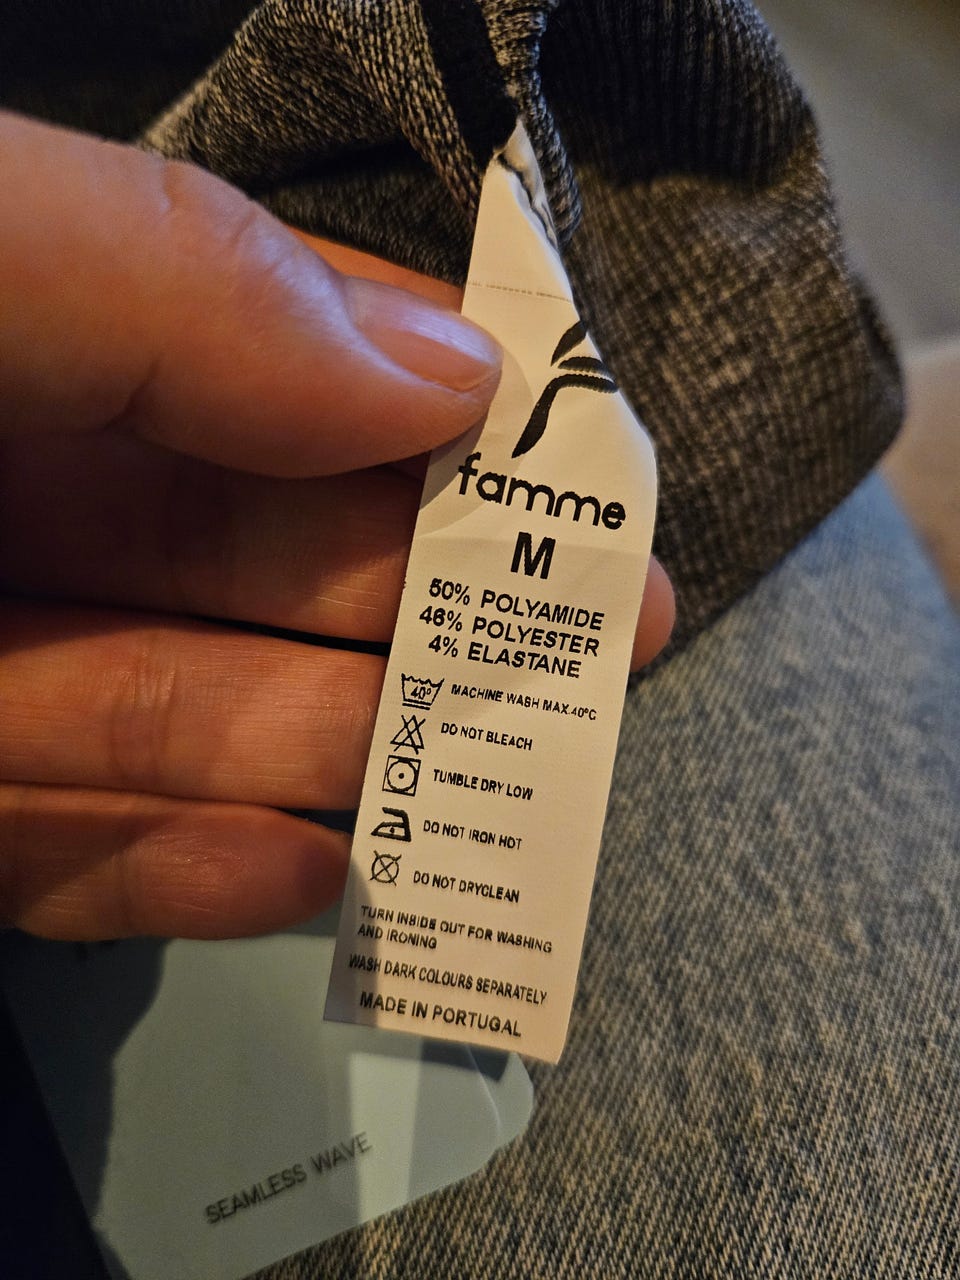 famme
M
50% POLYAMIDE
46% POLYESTER
4% ELASTANE
40° MACHINE WASH MAX.40°C
DO NOT BLEACH
TUMBLE DRY LOW
DO NOT IRON HOT
DO NOT DRYCLEAN
TURN INSIDE OUT FOR WASHING
AND IRONING
WASH DARK COLOURS SEPARATELY
MADE IN PORTUGAL
SEAMLESS WAVE